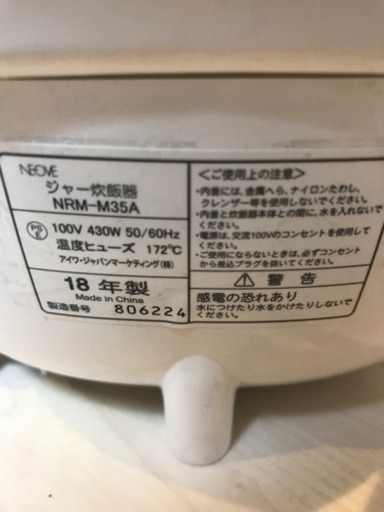 NEOVE
ジャー炊飯器
NRM-M35A
PS E 100V 430W 50/60Hz
温度ヒューズ 172℃
アイワ・ジャパンマーケティング(株)
18 年製
Made in China
製造番号 806224
<ご使用上の注意>
・内釜には、金属へら、ナイロンたわし、
クレンザー等を使用しないでください。
・内釜と炊飯器本体との間に、水を入れないで
ください。
・電源は、交流100Vのコンセントを使用して
ください。
・ご使用にならないときは、必ずコンセント
から差込プラグを抜いてください。
⚠ 警告
感電の恐れあり
水につけたり水をかけたりしないで
ください。